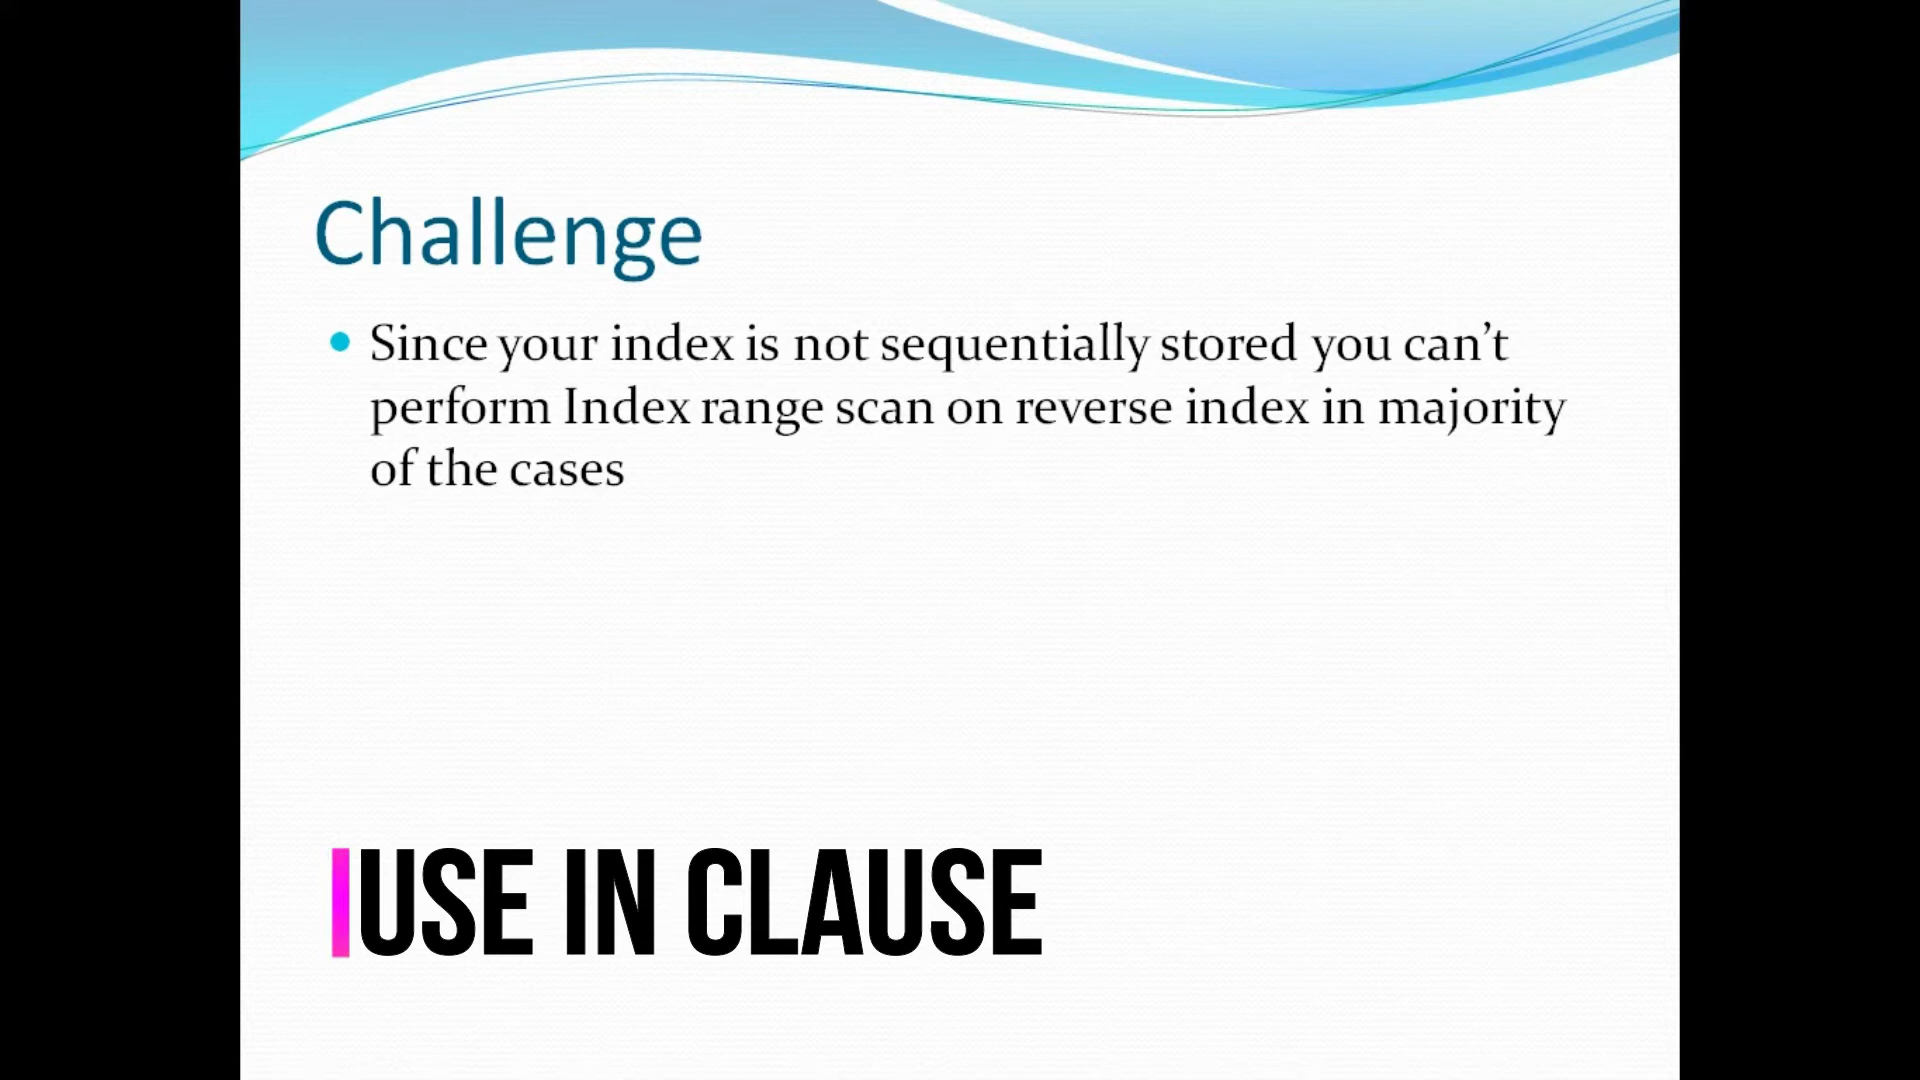 Challenge
• Since your index is not sequentially stored you can’t
perform Index range scan on reverse index in majority
of the cases
USE IN CLAUSE